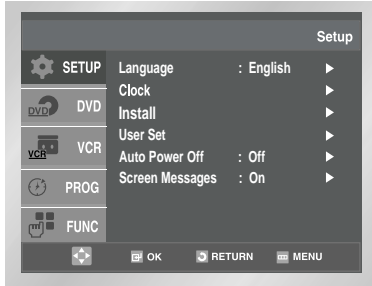 Setup
SETUP
DVD
DVD
VCR
VCR
PROG
FUNC
Language : English
Clock
Install
User Set
Auto Power Off : Off
Screen Messages : On
OK RETURN MENU